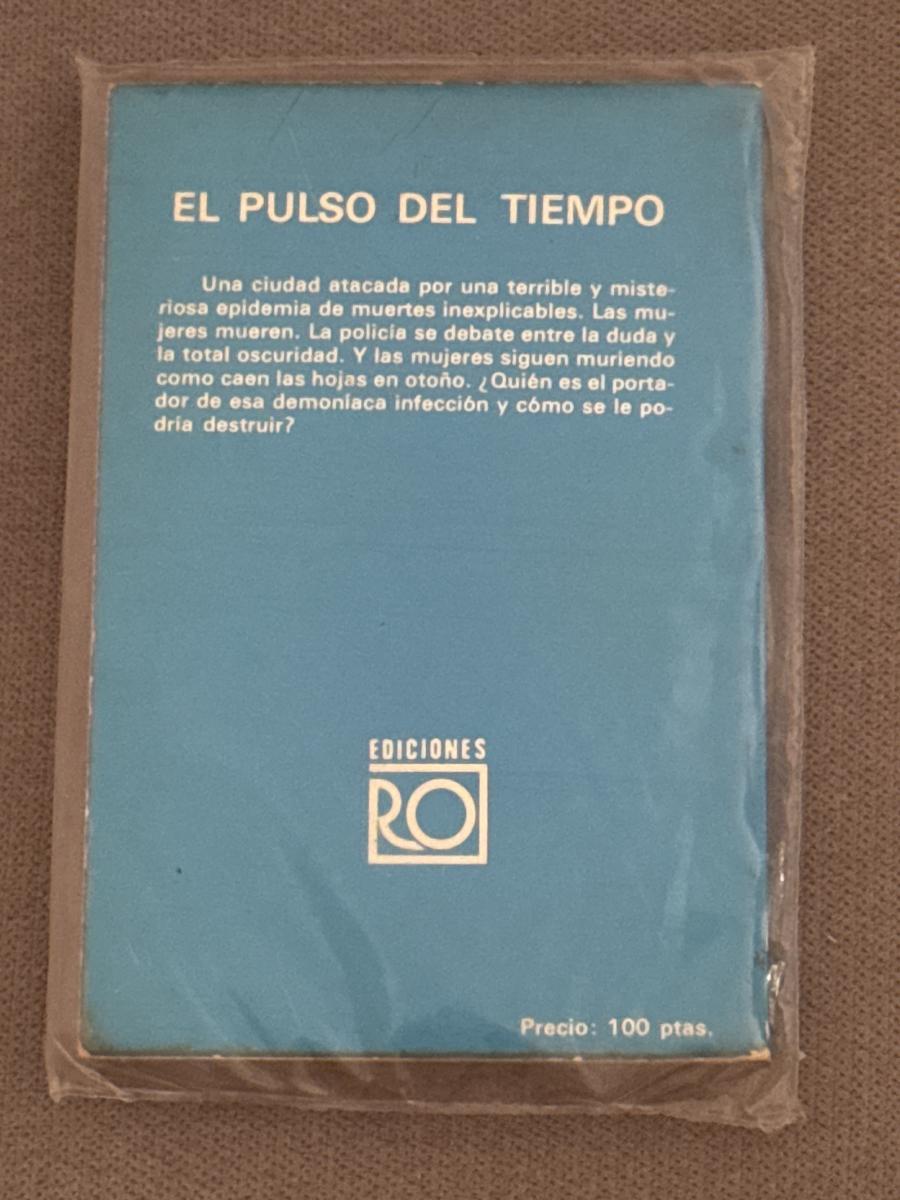 EL PULSO DEL TIEMPO
Una ciudad atacada por una terrible y miste-
riosa epidemia de muertes inexplicables. Las mu-
jeres mueren. La policía se debate entre la duda y
la total oscuridad. Y las mujeres siguen muriendo
como caen las hojas en otoño. ¿Quién es el porta-
dor de esa demoníaca infección y cómo se le po-
dría destruir?
EDICIONES
RO
Precio: 100 ptas.